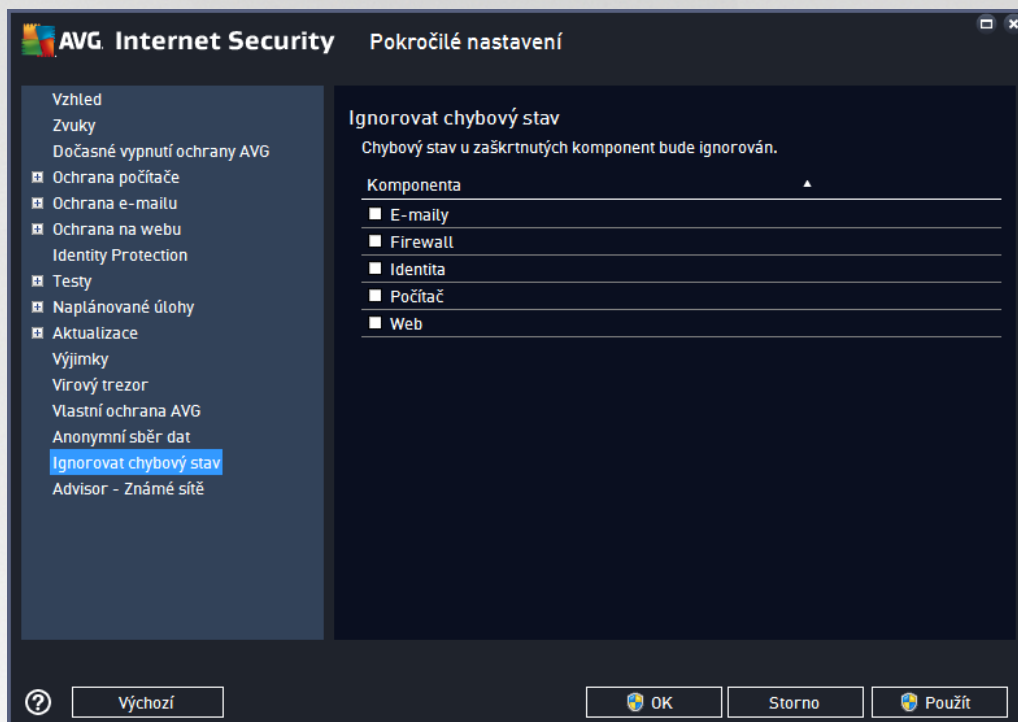 AVG. Internet Security Pokročilé nastavení
Vzhled
Zvuky
Dočasné vypnutí ochrany AVG
Ochrana počítače
Ochrana e-mailu
Ochrana na webu
Identity Protection
Testy
Naplánované úlohy
Aktualizace
Výjimky
Virový trezor
Vlastní ochrana AVG
Anonymní sběr dat
Ignorovat chybový stav
Advisor - Známé sítě
Ignorovat chybový stav
Chybový stav u zaškrtnutých komponent bude ignorován.
Komponenta
E-maily
Firewall
Identita
Počítač
Web
? Výchozí OK Storno Použít